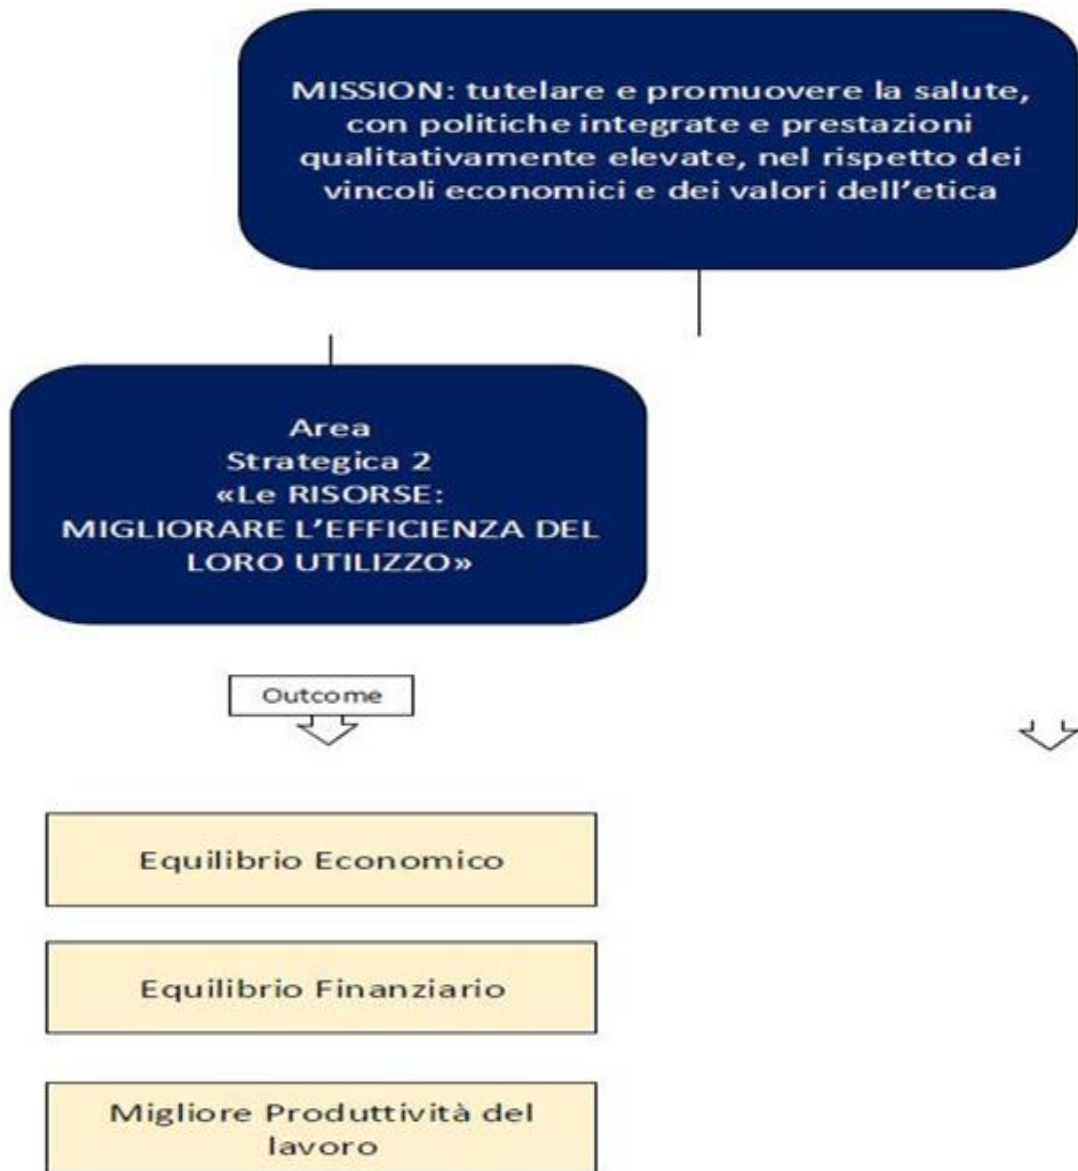 MISSION: tutelare e promuovere la salute,
con politiche integrate e prestazioni
qualitativamente elevate, nel rispetto dei
vincoli economici e dei valori dell’etica
Area
Strategica 2
«Le RISORSE:
MIGLIORARE L’EFFICIENZA DEL
LORO UTILIZZO»
Outcome
Equilibrio Economico
Equilibrio Finanziario
Migliore Produttività del
lavoro